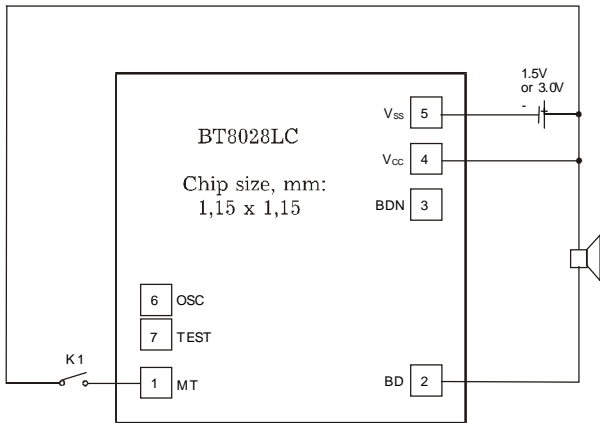 1.5V
or 3.0V
- +
VSS 5
BT8028LC
VCC 4
Chip size, mm:
1,15 x 1,15
BDN 3
6 OSC
7 TEST
K1
1 MT
BD 2